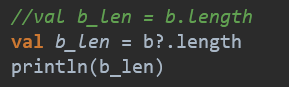 //val b_len = b.length
val b_len = b?.length
println(b_len)